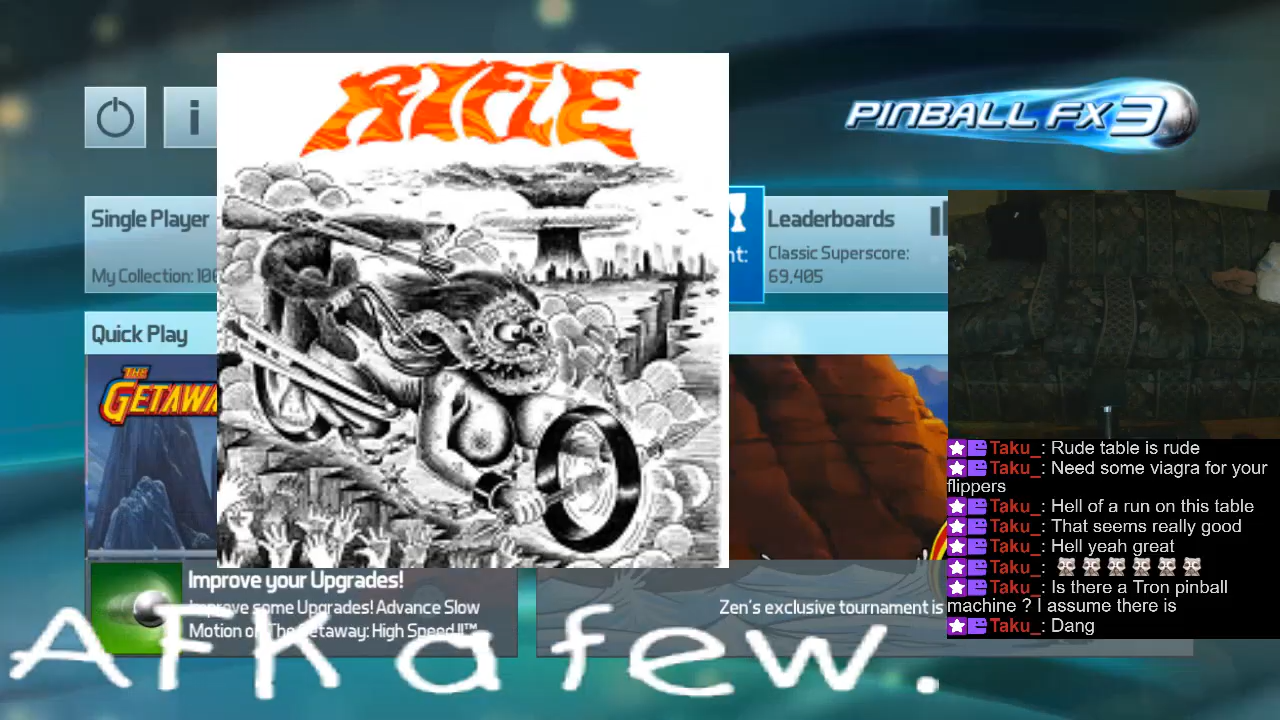 RUDE
PINBALL FX 3
i
Single Player
My Collection: 100
nt:
Leaderboards
Classic Superscore:
69,405
Quick Play
THE
GETAWA
Improve your Upgrades!
Improve some Upgrades! Advance Slow
Motion on The Getaway: High Speed II™
Zen's exclusive tournament is
AFK a few.
Taku_: Rude table is rude
Taku_: Need some viagra for your
flippers
Taku_: Hell of a run on this table
Taku_: That seems really good
Taku_: Hell yeah great
Taku_:
Taku_: Is there a Tron pinball
machine ? I assume there is
Taku_: Dang